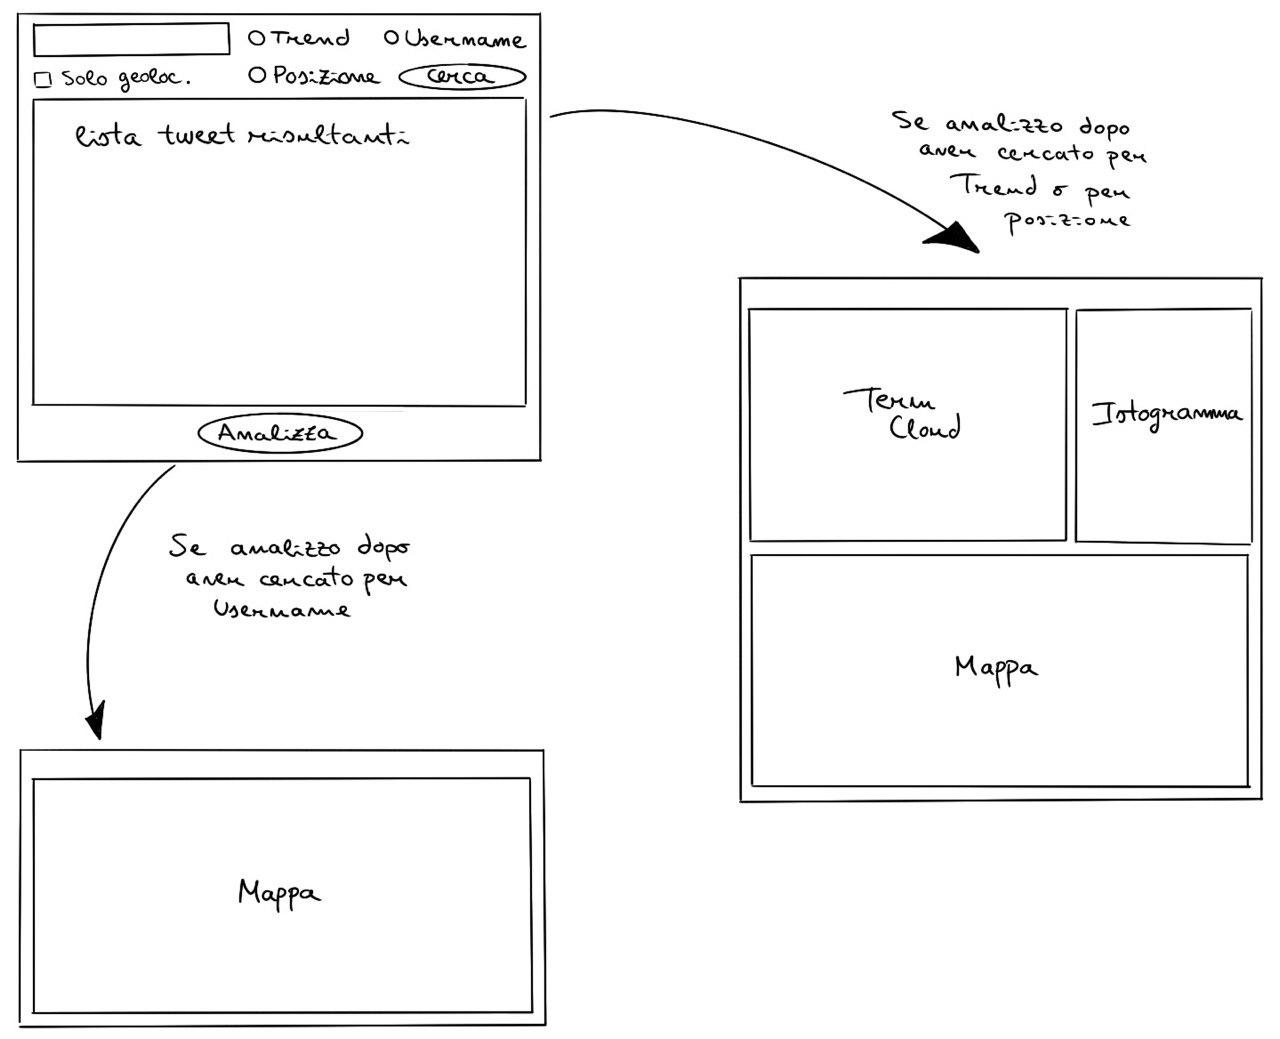 Trend
Username
Solo geoloc.
Posizione
Cerca
lista tweet risultanti
Analizza
Se analizzo dopo
aver cercato per
Trend o per
posizione
Term
Cloud
Istogramma
Mappa
Se analizzo dopo
aver cercato per
Username
Mappa